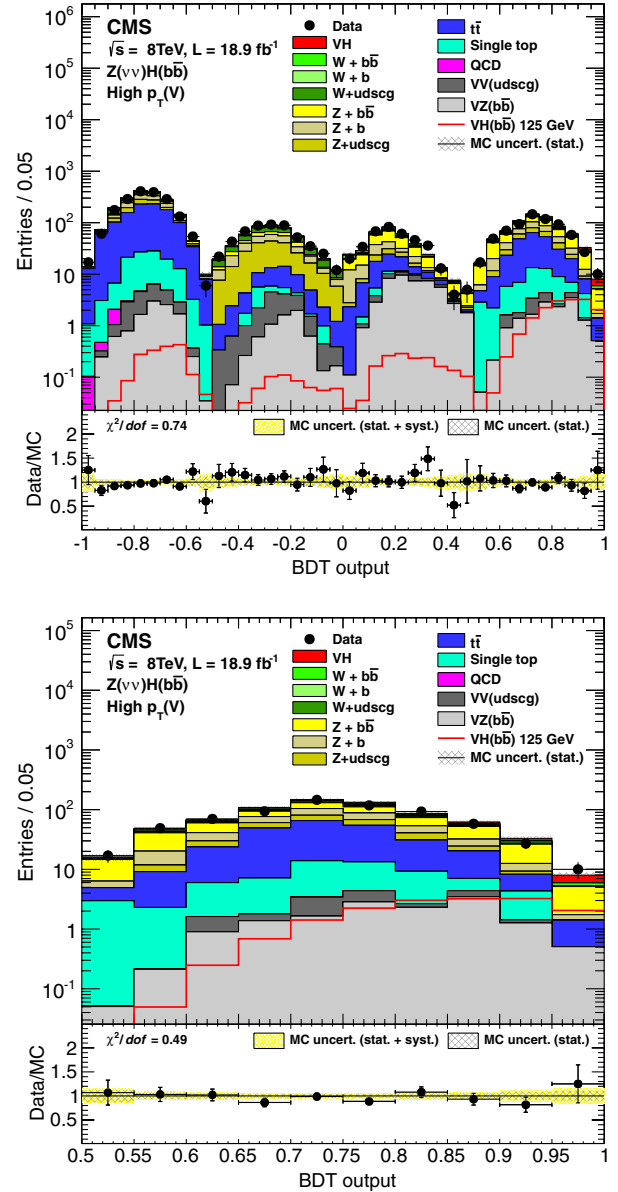 CMS
√s = 8TeV, L = 18.9 fb⁻¹
Z(νν)H(bb̅)
High p_T(V)
Data
VH
W + bb̅
W + b
W+udscg
Z + bb̅
Z + b
Z+udscg
tt̅
Single top
QCD
VV(udscg)
VZ(bb̅)
VH(bb̅) 125 GeV
MC uncert. (stat.)
Entries / 0.05
10⁶
10⁵
10⁴
10³
10²
10
1
10⁻¹
χ²/dof = 0.74
MC uncert. (stat. + syst.)
MC uncert. (stat.)
Data/MC
2
1.5
1
0.5
-1 -0.8 -0.6 -0.4 -0.2 0 0.2 0.4 0.6 0.8 1
BDT output
CMS
√s = 8TeV, L = 18.9 fb⁻¹
Z(νν)H(bb̅)
High p_T(V)
Data
VH
W + bb̅
W + b
W+udscg
Z + bb̅
Z + b
Z+udscg
tt̅
Single top
QCD
VV(udscg)
VZ(bb̅)
VH(bb̅) 125 GeV
MC uncert. (stat.)
Entries / 0.05
10⁵
10⁴
10³
10²
10
1
10⁻¹
χ²/dof = 0.49
MC uncert. (stat. + syst.)
MC uncert. (stat.)
Data/MC
2
1.5
1
0.5
0.5 0.55 0.6 0.65 0.7 0.75 0.8 0.85 0.9 0.95 1
BDT output